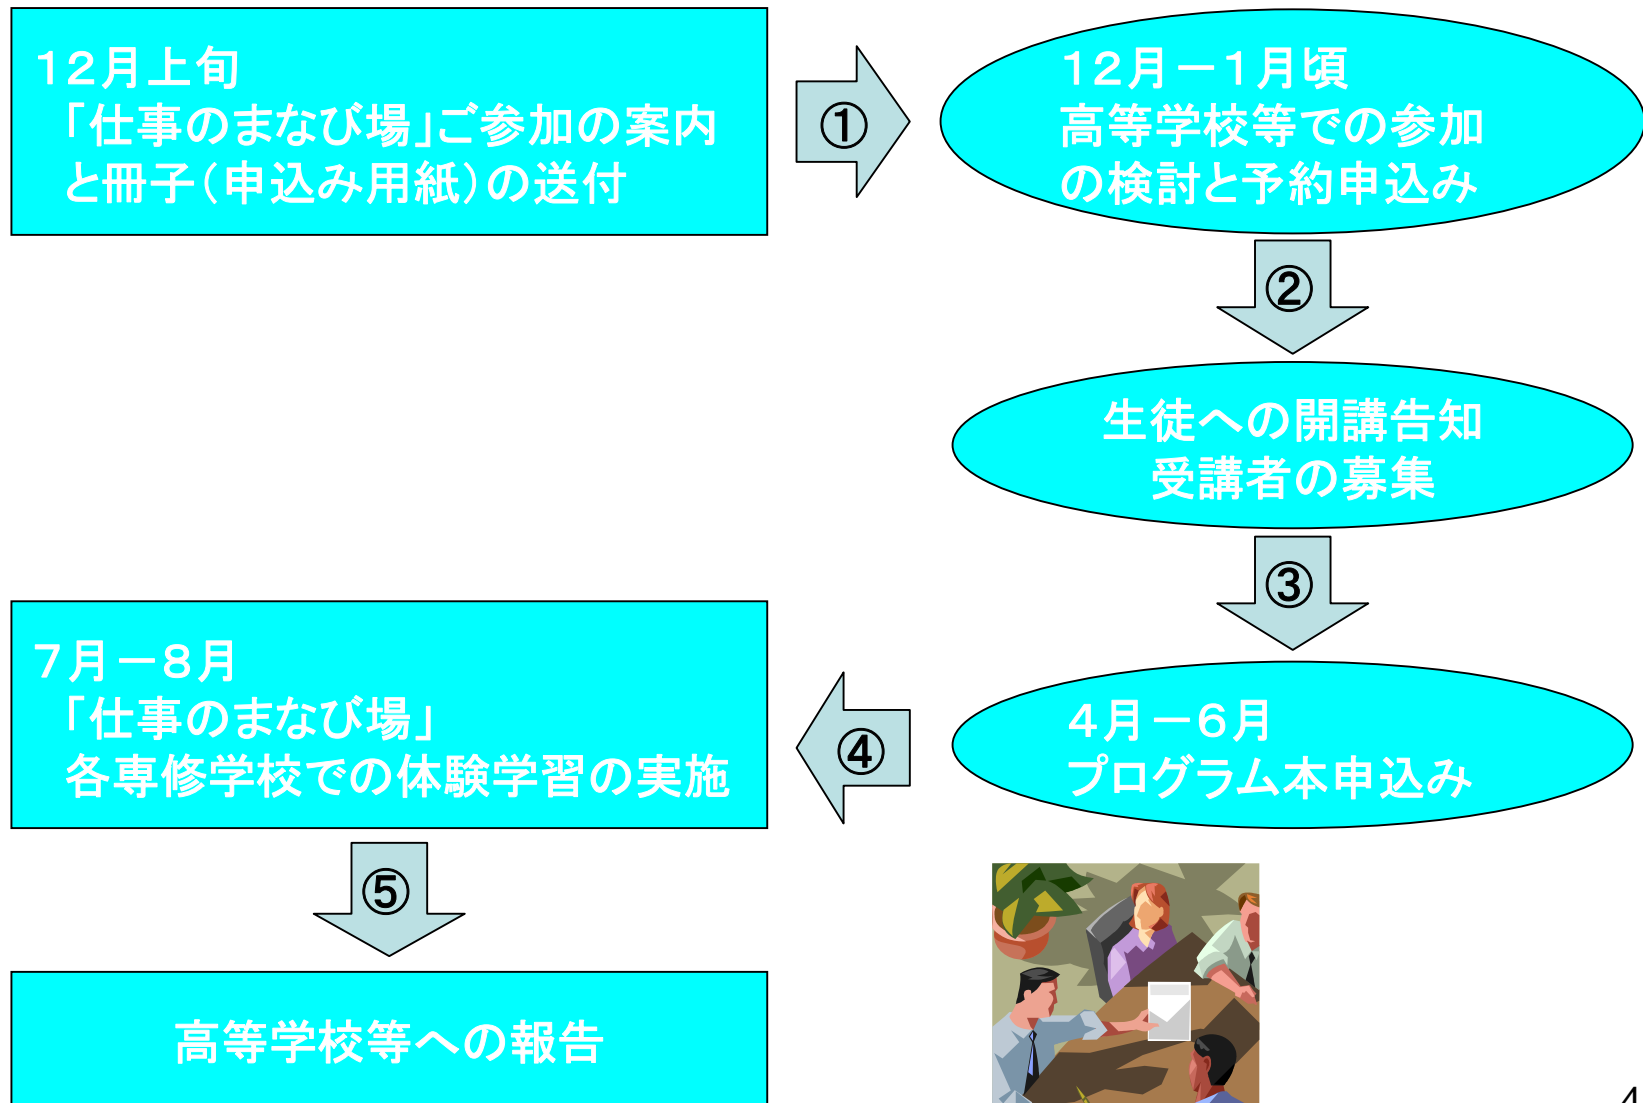 12月上旬
「仕事のまなび場」ご参加の案内
と冊子(申込み用紙)の送付
①
12月ー1月頃
高等学校等での参加
の検討と予約申込み
②
生徒への開講告知
受講者の募集
③
4月ー6月
プログラム本申込み
④
7月ー8月
「仕事のまなび場」
各専修学校での体験学習の実施
⑤
高等学校等への報告
4